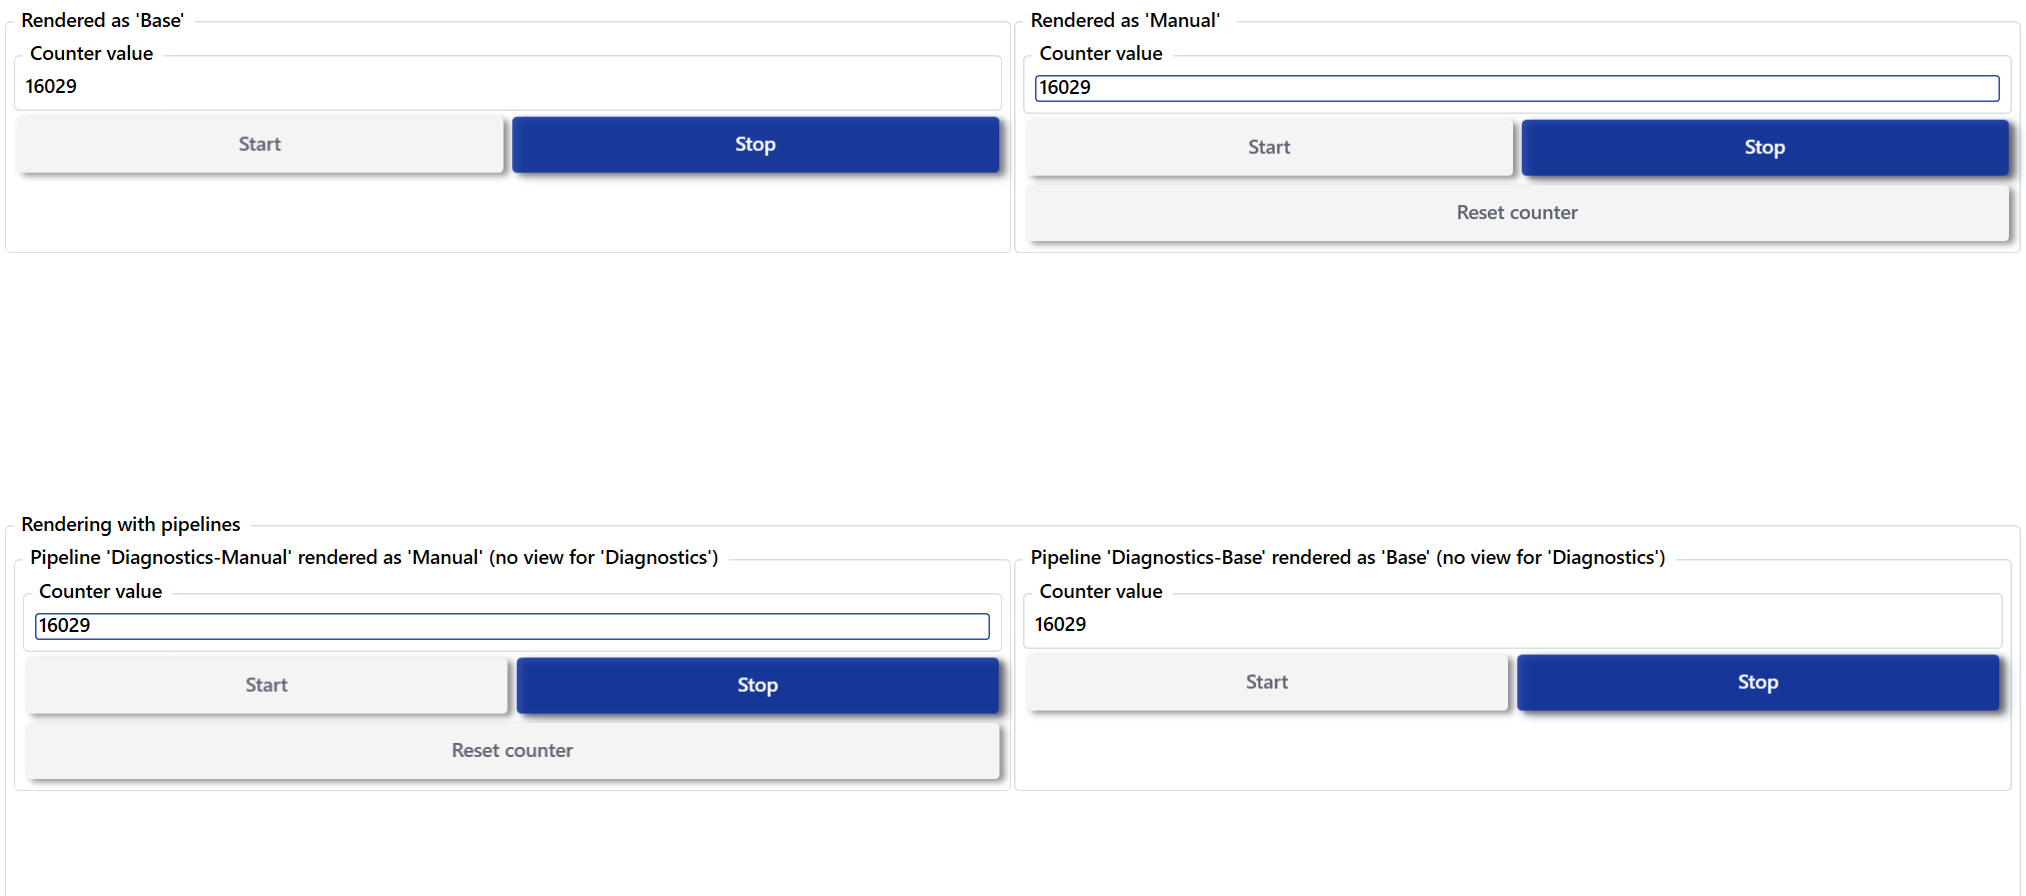 Rendered as 'Base'
Counter value
16029
Start
Stop
Rendered as 'Manual'
Counter value
16029
Start
Stop
Reset counter
Rendering with pipelines
Pipeline 'Diagnostics-Manual' rendered as 'Manual' (no view for 'Diagnostics')
Counter value
16029
Start
Stop
Reset counter
Pipeline 'Diagnostics-Base' rendered as 'Base' (no view for 'Diagnostics')
Counter value
16029
Start
Stop